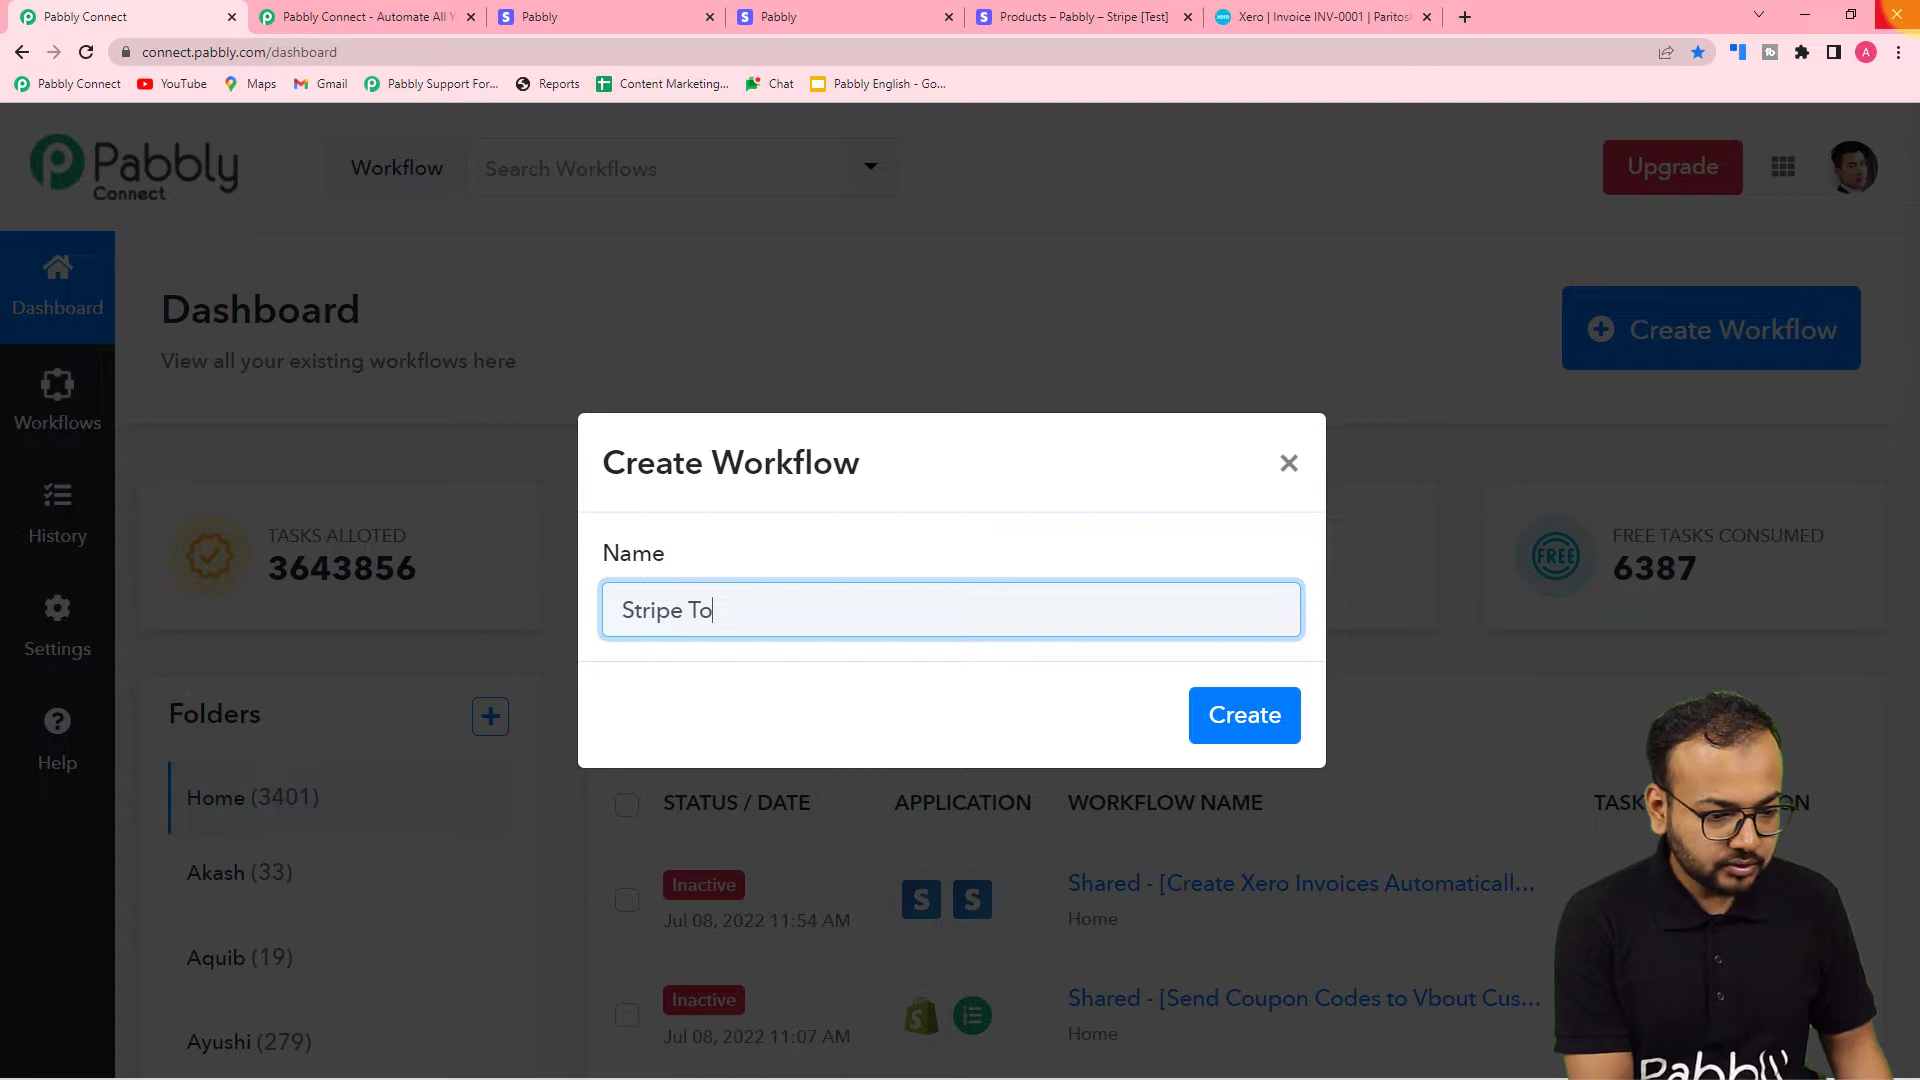 Pabbly Connect
Pabbly Connect - Automate All Y
Pabbly
Pabbly
Products – Pabbly – Stripe [Test]
Xero | Invoice INV-0001 | Paritos
connect.pabbly.com/dashboard
A
Pabbly Connect
YouTube
Maps
Gmail
Pabbly Support For...
Reports
Content Marketing...
Chat
Pabbly English - Go...
Pabbly
Connect
Workflow
Search Workflows
Upgrade
Dashboard
Workflows
History
Settings
Help
Dashboard
View all your existing workflows here
Create Workflow
TASKS ALLOTED
3643856
FREE
FREE TASKS CONSUMED
6387
Create Workflow
Name
Stripe To
Create
Folders
Home (3401)
Akash (33)
Aquib (19)
Ayushi (279)
STATUS / DATE
APPLICATION
WORKFLOW NAME
Inactive
Jul 08, 2022 11:54 AM
Shared - [Create Xero Invoices Automaticall...
Home
Inactive
Jul 08, 2022 11:07 AM
Shared - [Send Coupon Codes to Vbout Cus...
Home
Pabbly